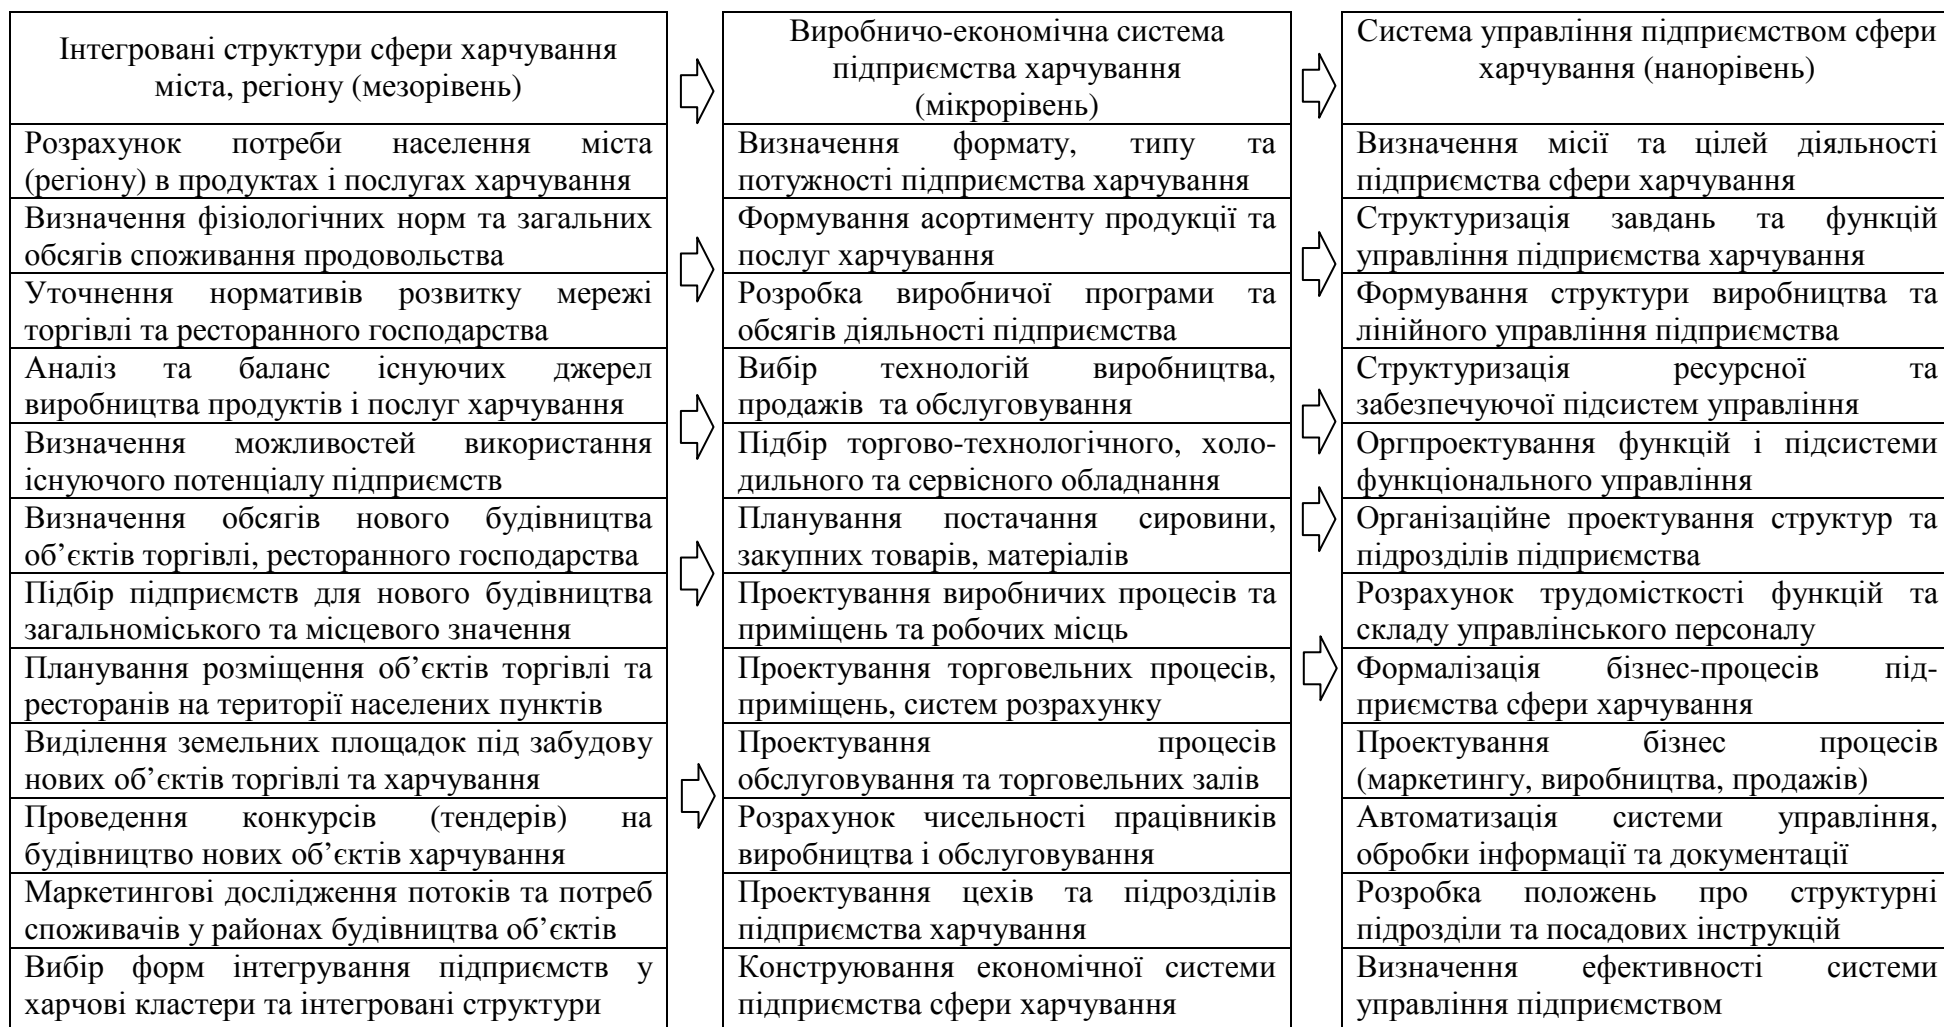 Інтегровані структури сфери харчування
міста, регіону (мезорівень)
Розрахунок потреби населення міста
(регіону) в продуктах і послугах харчування
Визначення фізіологічних норм та загальних
обсягів споживання продовольства
Уточнення нормативів розвитку мережі
торгівлі та ресторанного господарства
Аналіз та баланс існуючих джерел
виробництва продуктів і послуг харчування
Визначення можливостей використання
існуючого потенціалу підприємств
Визначення обсягів нового будівництва
об’єктів торгівлі, ресторанного господарства
Підбір підприємств для нового будівництва
загальноміського та місцевого значення
Планування розміщення об’єктів торгівлі та
ресторанів на території населених пунктів
Виділення земельних площадок під забудову
нових об’єктів торгівлі та харчування
Проведення конкурсів (тендерів) на
будівництво нових об’єктів харчування
Маркетингові дослідження потоків та потреб
споживачів у районах будівництва об’єктів
Вибір форм інтегрування підприємств у
харчові кластери та інтегровані структури
Виробничо-економічна система
підприємства харчування
(мікрорівень)
Визначення формату, типу та
потужності підприємства харчування
Формування асортименту продукції та
послуг харчування
Розробка виробничої програми та
обсягів діяльності підприємства
Вибір технологій виробництва,
продажів та обслуговування
Підбір торгово-технологічного, холо-
дильного та сервісного обладнання
Планування постачання сировини,
закупних товарів, матеріалів
Проектування виробничих процесів та
приміщень та робочих місць
Проектування торговельних процесів,
приміщень, систем розрахунку
Проектування процесів
обслуговування та торговельних залів
Розрахунок чисельності працівників
виробництва і обслуговування
Проектування цехів та підрозділів
підприємства харчування
Конструювання економічної системи
підприємства сфери харчування
Система управління підприємством сфери
харчування (нанорівень)
Визначення місії та цілей діяльності
підприємства сфери харчування
Структуризація завдань та функцій
управління підприємства харчування
Формування структури виробництва та
лінійного управління підприємства
Структуризація ресурсної та
забезпечуючої підсистем управління
Оргпроектування функцій і підсистеми
функціонального управління
Організаційне проектування структур та
підрозділів підприємства
Розрахунок трудомісткості функцій та
складу управлінського персоналу
Формалізація бізнес-процесів під-
приємства сфери харчування
Проектування бізнес процесів
(маркетингу, виробництва, продажів)
Автоматизація системи управління,
обробки інформації та документації
Розробка положень про структурні
підрозділи та посадових інструкцій
Визначення ефективності системи
управління підприємством